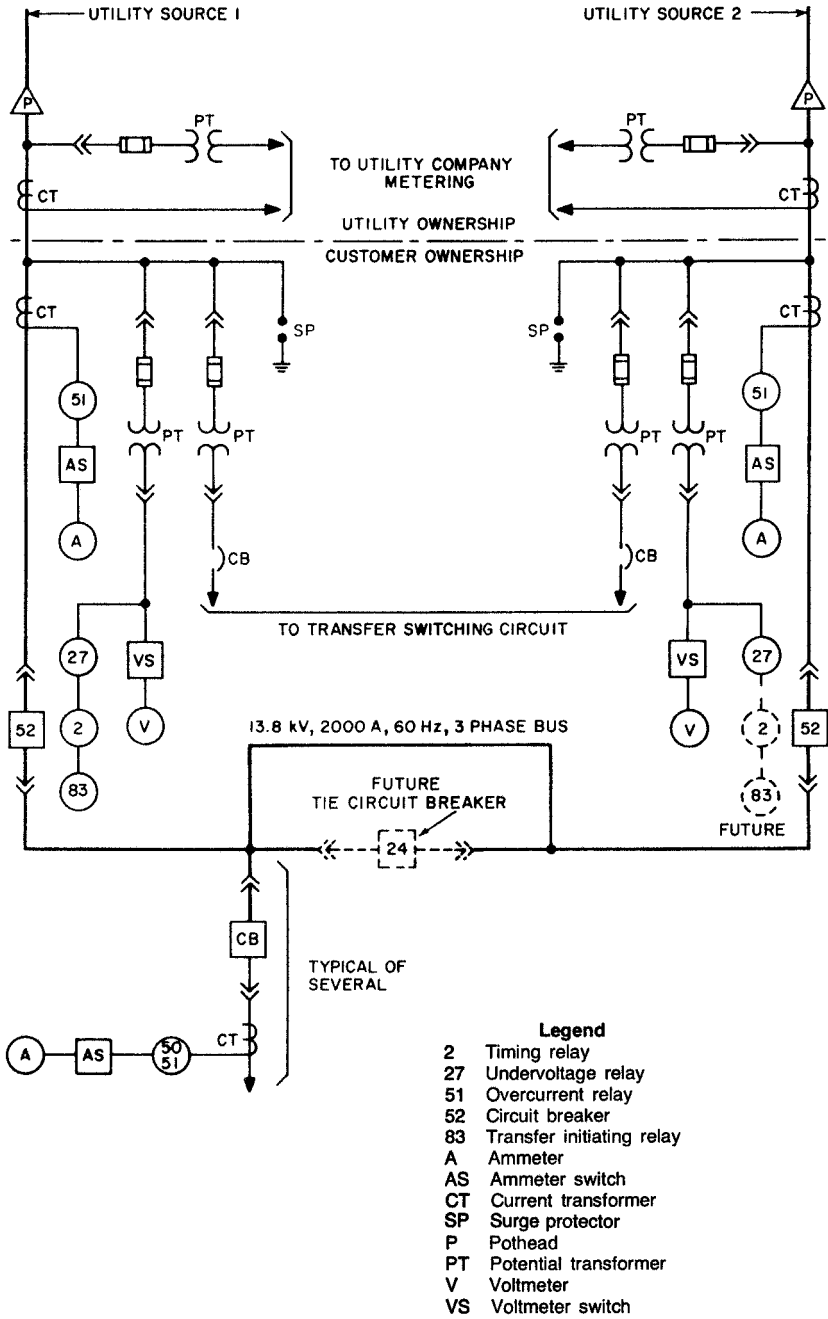 UTILITY SOURCE 1
UTILITY SOURCE 2
P
P
PT
PT
TO UTILITY COMPANY
METERING
CT
CT
UTILITY OWNERSHIP
CUSTOMER OWNERSHIP
CT
CT
SP
SP
51
51
PT
PT
PT
PT
AS
AS
A
A
CB
CB
TO TRANSFER SWITCHING CIRCUIT
27
VS
VS
27
52
2
V
V
2
52
13.8 kV, 2000 A, 60 Hz, 3 PHASE BUS
83
83
FUTURE
TIE CIRCUIT BREAKER
FUTURE
24
CB
TYPICAL OF
SEVERAL
CT
A
AS
50
51
Legend
2 Timing relay
27 Undervoltage relay
51 Overcurrent relay
52 Circuit breaker
83 Transfer initiating relay
A Ammeter
AS Ammeter switch
CT Current transformer
SP Surge protector
P Pothead
PT Potential transformer
V Voltmeter
VS Voltmeter switch